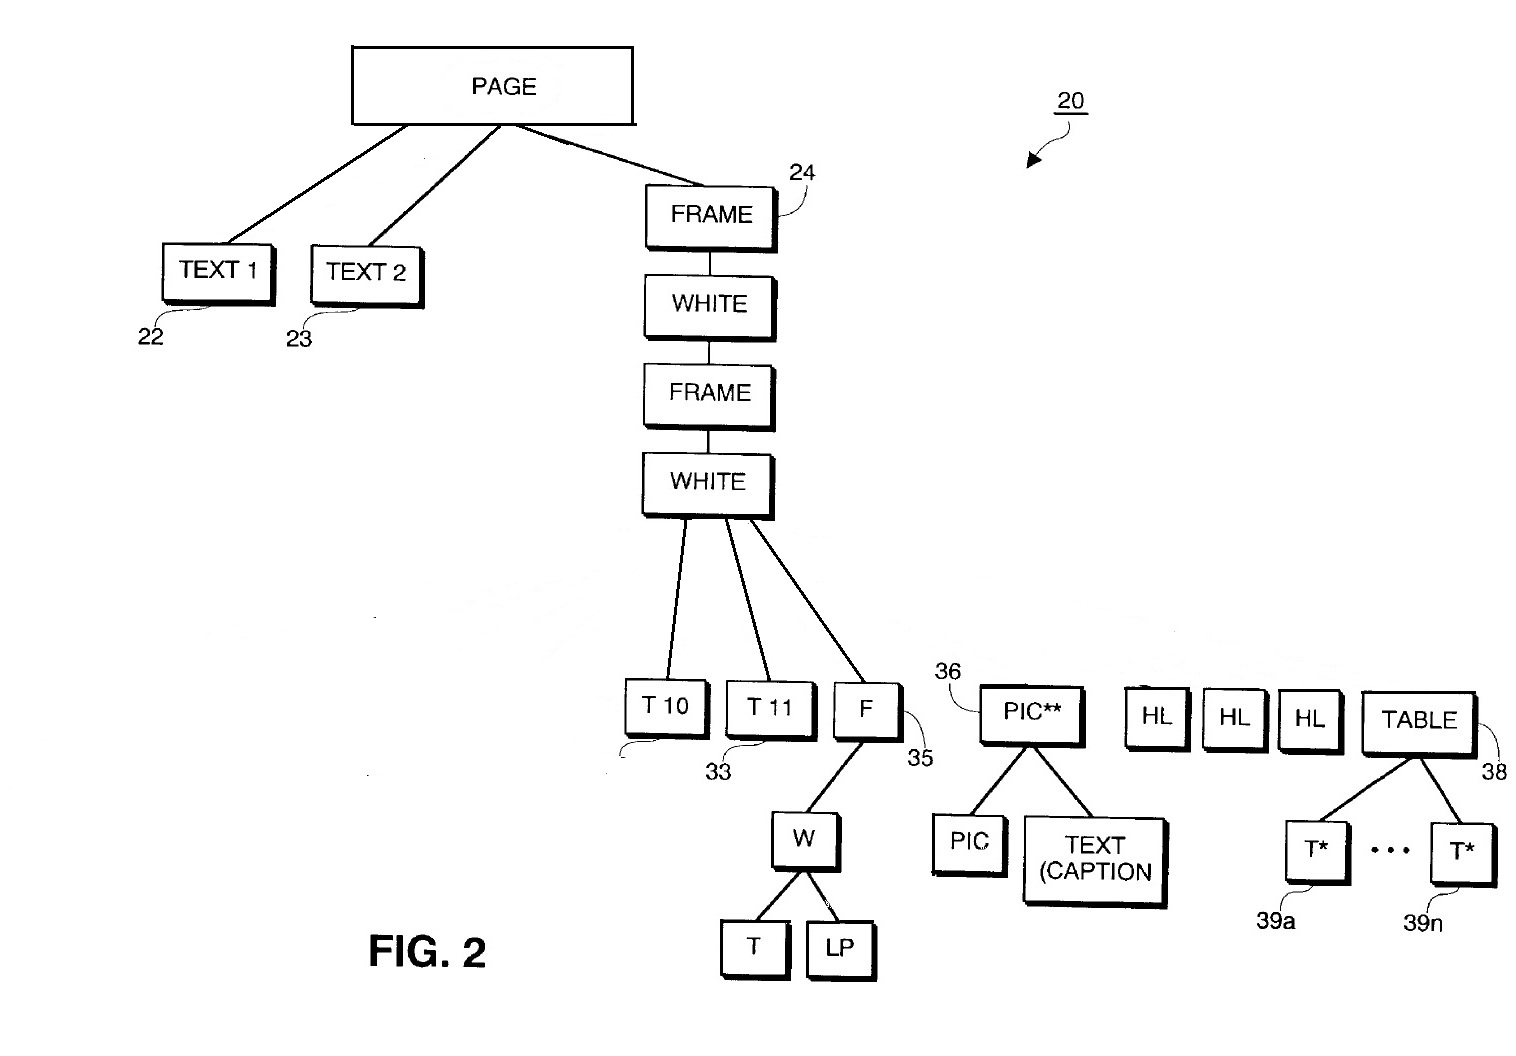 PAGE
20
24
FRAME
TEXT 1
TEXT 2
22
23
WHITE
FRAME
WHITE
36
T 10
T 11
F
PIC**
HL
HL
HL
TABLE
33
35
38
W
PIC
TEXT
(CAPTION
T*
• • •
T*
39a
39n
T
LP
FIG. 2